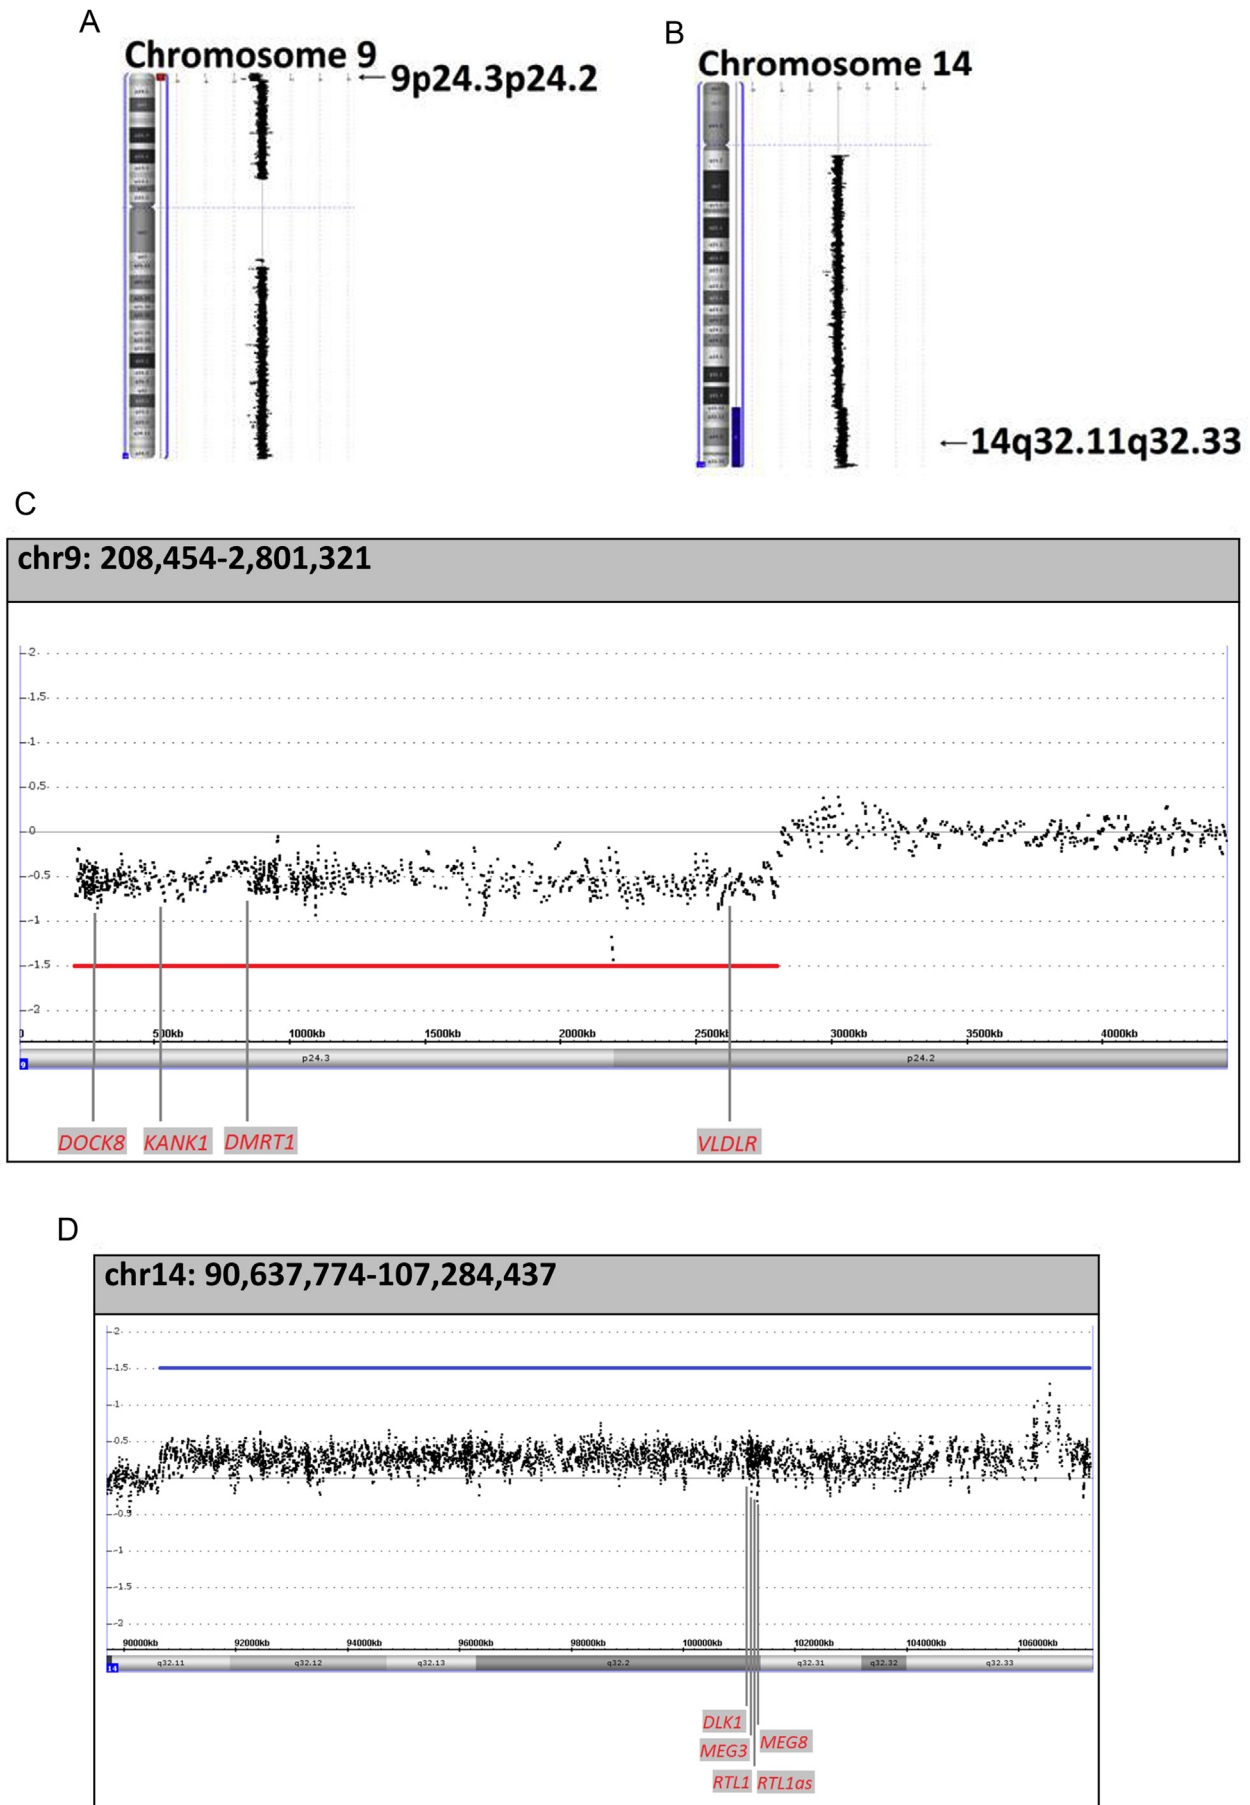 A
Chromosome 9
9p24.3p24.2
B
Chromosome 14
14q32.11q32.33
C
chr9: 208,454-2,801,321
2
1.5
1
0.5
0
-0.5
-1
-1.5
-2
0 500kb 1000kb 1500kb 2000kb 2500kb 3000kb 3500kb 4000kb
p24.3 p24.2
9
DOCK8 KANK1 DMRT1 VLDLR
D
chr14: 90,637,774-107,284,437
2
1.5
1
0.5
-0.5
-1
-1.5
-2
90000kb 92000kb 94000kb 96000kb 98000kb 100000kb 102000kb 104000kb 106000kb
q32.11 q32.12 q32.13 q32.2 q32.31 q32.32 q32.33
14
DLK1
MEG3 MEG8
RTL1 RTL1as